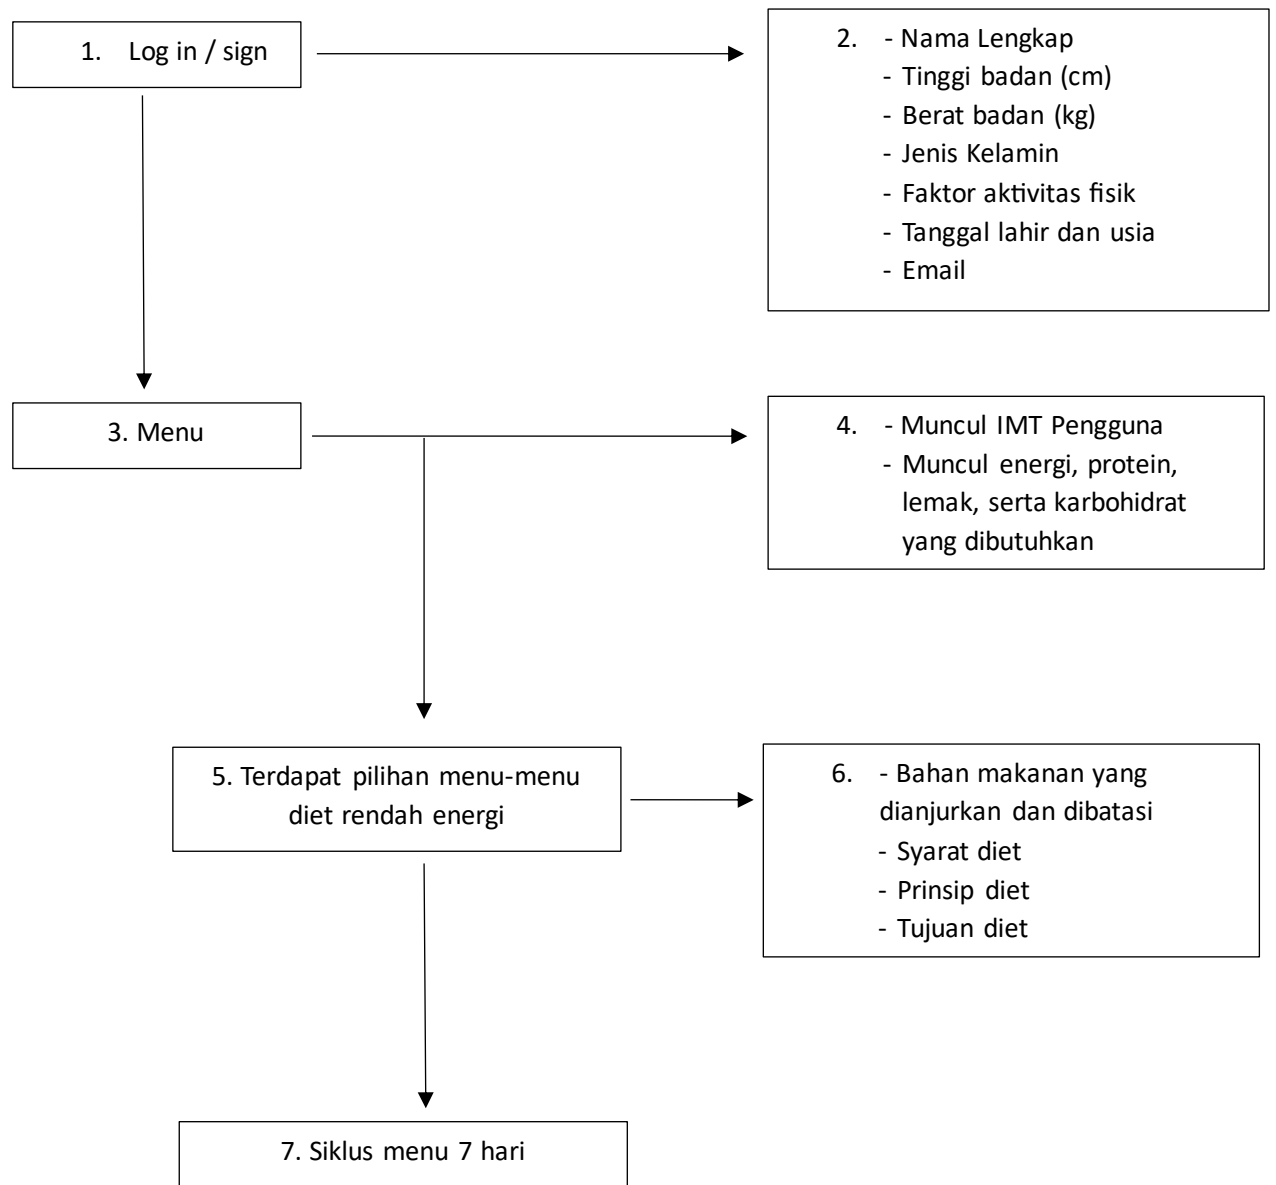 1. Log in / sign
2. - Nama Lengkap
- Tinggi badan (cm)
- Berat badan (kg)
- Jenis Kelamin
- Faktor aktivitas fisik
- Tanggal lahir dan usia
- Email
3. Menu
4. - Muncul IMT Pengguna
- Muncul energi, protein,
lemak, serta karbohidrat
yang dibutuhkan
5. Terdapat pilihan menu-menu
diet rendah energi
6. - Bahan makanan yang
dianjurkan dan dibatasi
- Syarat diet
- Prinsip diet
- Tujuan diet
7. Siklus menu 7 hari